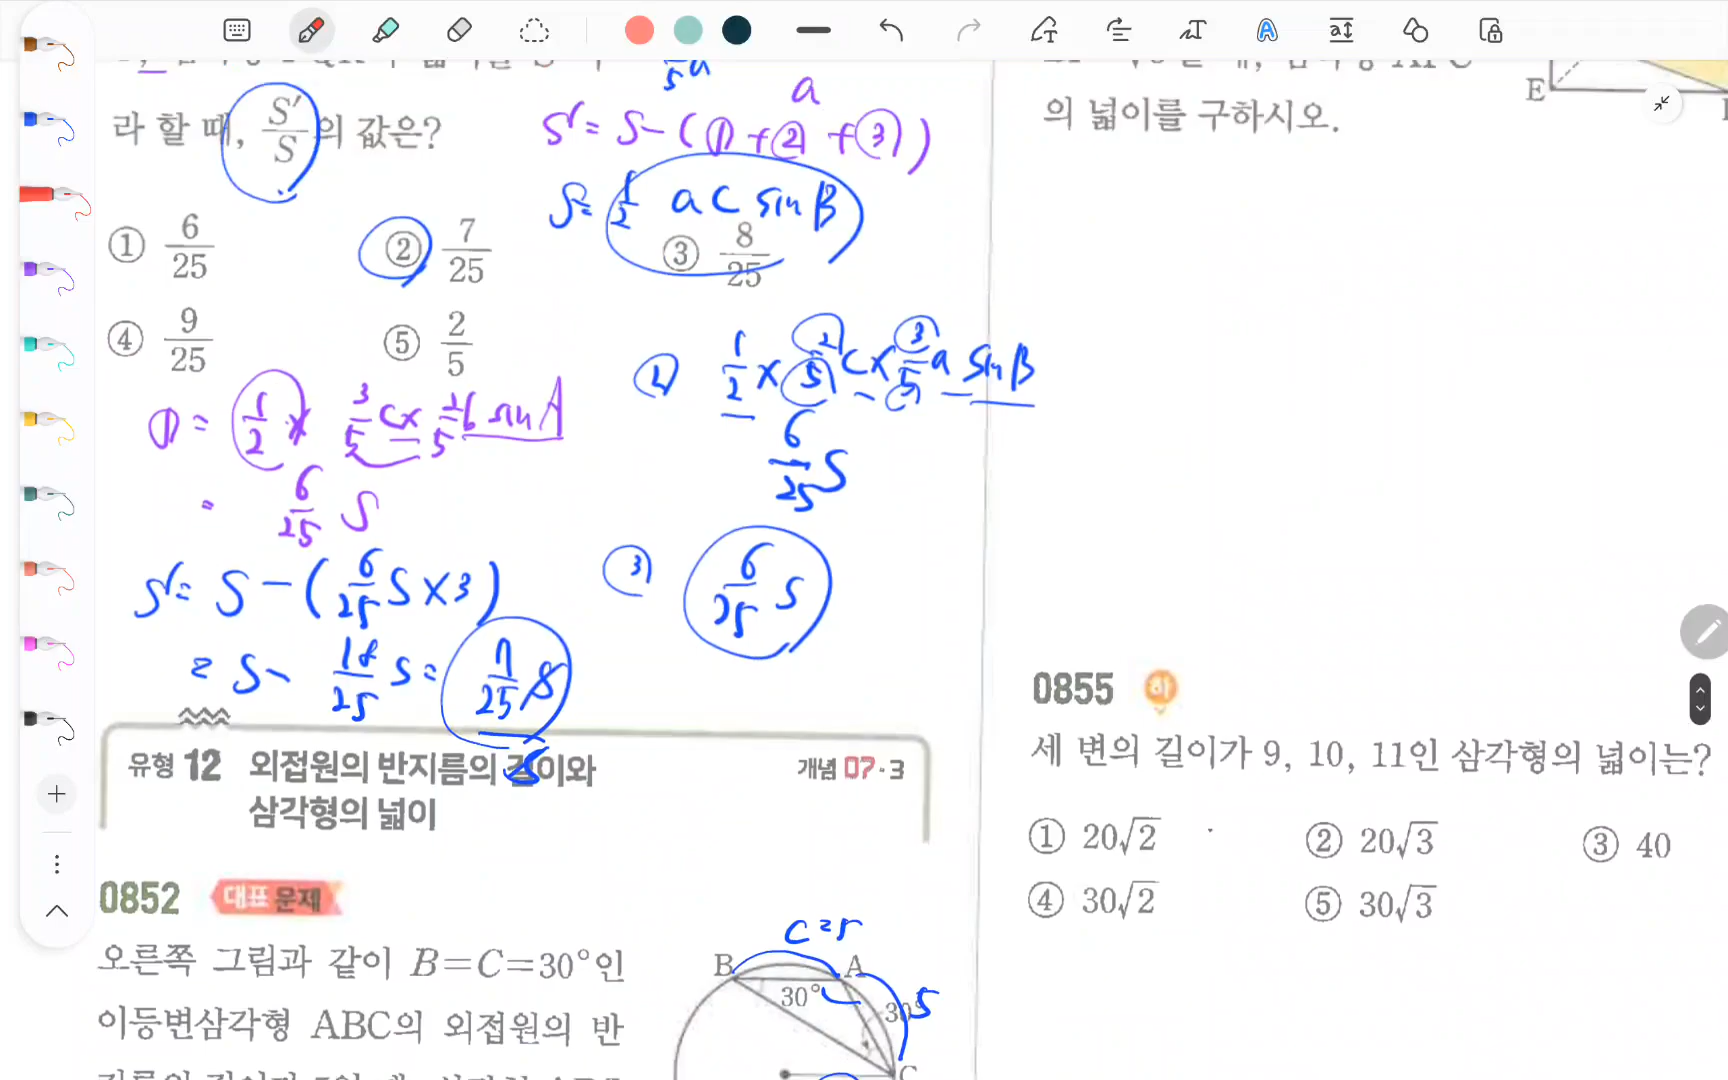 라 할 때, S′/S의 값은?
a
S′ = S − (① + ② + ③)
S = 1/2 ac sinB
① 6/25 ② 7/25 ③ 8/25
④ 9/25 ⑤ 2/5
① = 1/2 × 3/5 c × 2/5 b sinA
= 6/25 S
② 1/2 × 2/5 c × 3/5 a sinB
6/25 S
③ 6/25 S
S′ = S − (6/25 S × 3)
= S − 18/25 S = 7/25 S
S
유형 12 외접원의 반지름의 길이와
삼각형의 넓이
개념 07·3
0852 대표 문제
오른쪽 그림과 같이 B=C=30°인
이등변삼각형 ABC의 외접원의 반
C=5
B A
30° 30°
5
C
의 넓이를 구하시오.
E
0855 하
세 변의 길이가 9, 10, 11인 삼각형의 넓이는?
① 20√2 ② 20√3 ③ 40
④ 30√2 ⑤ 30√3